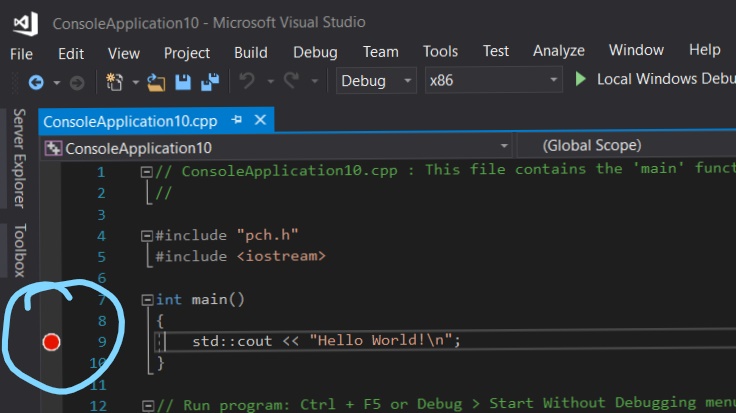 ConsoleApplication10 - Microsoft Visual Studio
File Edit View Project Build Debug Team Tools Test Analyze Window Help
Debug x86 Local Windows Debu
ConsoleApplication10.cpp
ConsoleApplication10 (Global Scope)
Server Explorer
Toolbox
1 // ConsoleApplication10.cpp : This file contains the 'main' funct
2 //
3
4 #include "pch.h"
5 #include <iostream>
6
7 int main()
8 {
9 std::cout << "Hello World!\n";
10 }
12 // Run program: Ctrl + F5 or Debug > Start Without Debugging menu